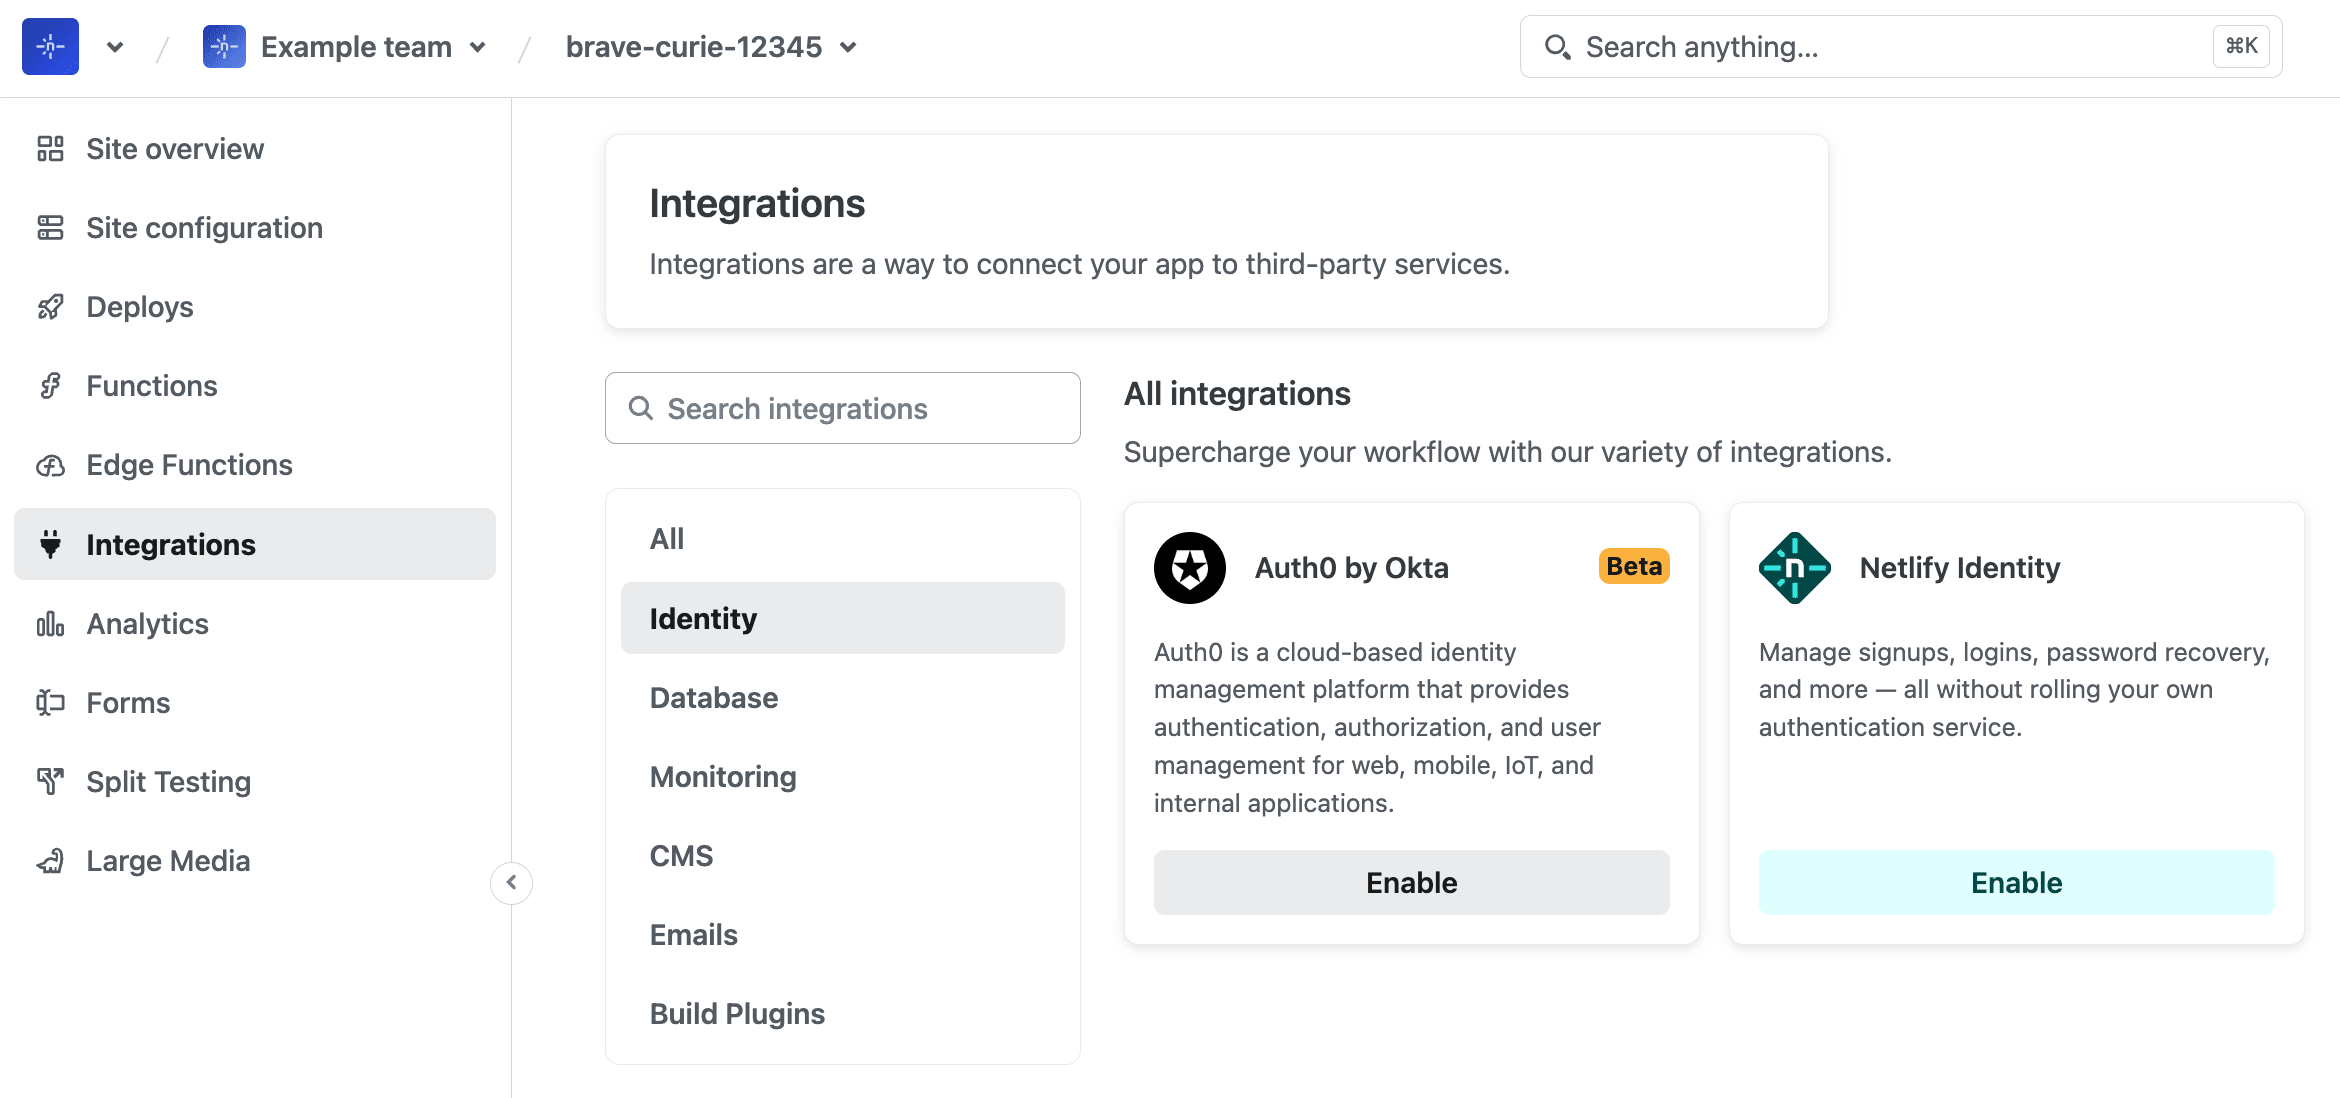 Example team
brave-curie-12345
Search anything...
⌘K
Site overview
Site configuration
Deploys
Functions
Edge Functions
Integrations
Analytics
Forms
Split Testing
Large Media
Integrations
Integrations are a way to connect your app to third-party services.
Search integrations
All
Identity
Database
Monitoring
CMS
Emails
Build Plugins
All integrations
Supercharge your workflow with our variety of integrations.
Auth0 by Okta
Beta
Auth0 is a cloud-based identity
management platform that provides
authentication, authorization, and user
management for web, mobile, IoT, and
internal applications.
Enable
Netlify Identity
Manage signups, logins, password recovery,
and more — all without rolling your own
authentication service.
Enable